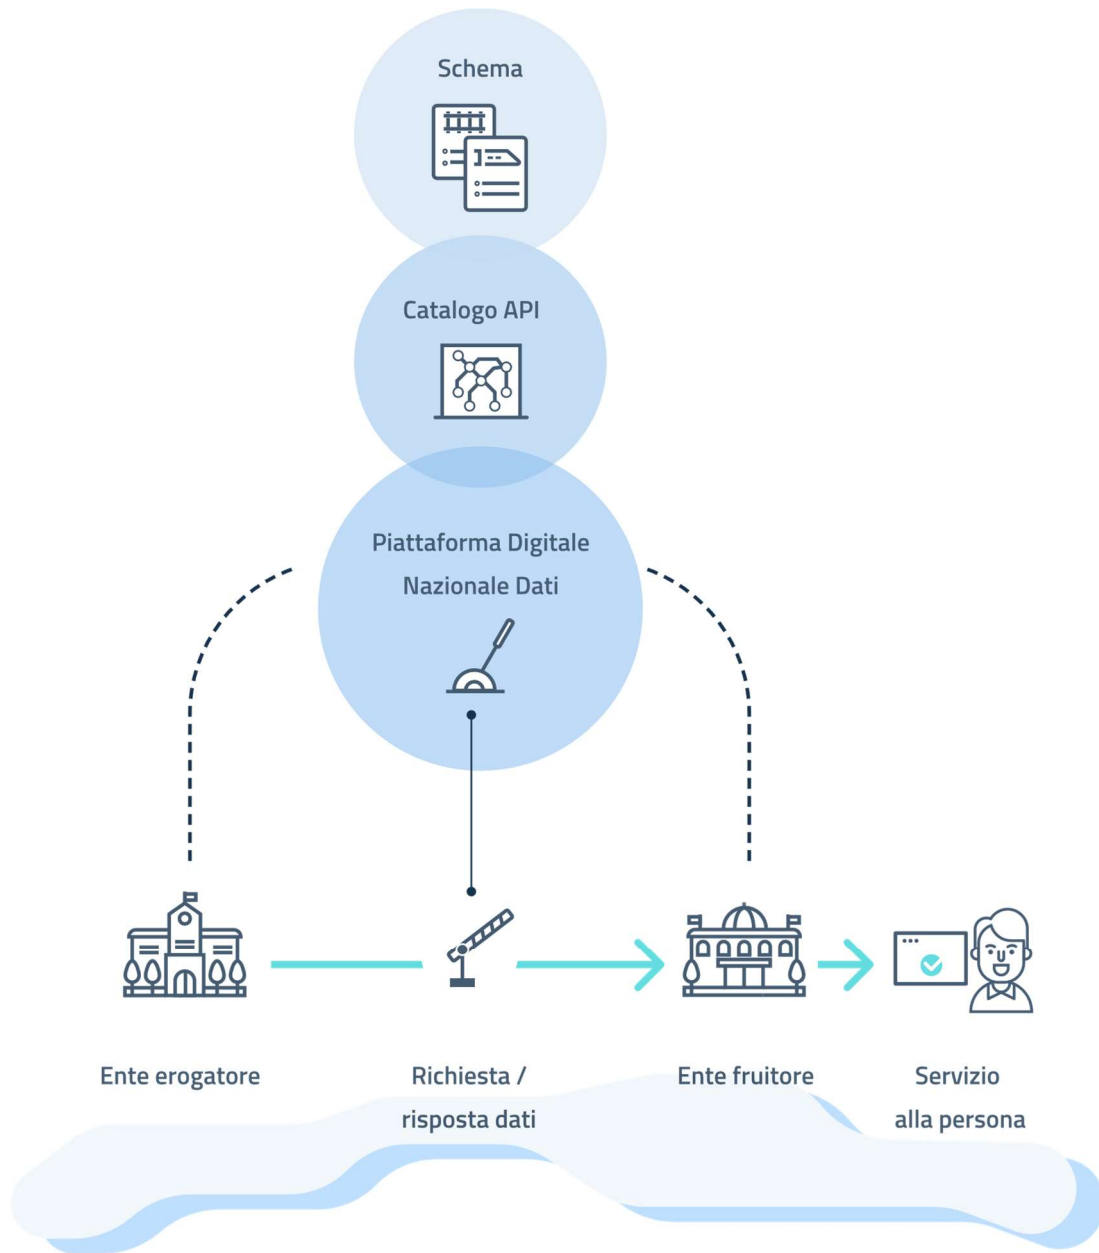 Schema
Catalogo API
Piattaforma Digitale
Nazionale Dati
Ente erogatore
Richiesta /
risposta dati
Ente fruitore
Servizio
alla persona